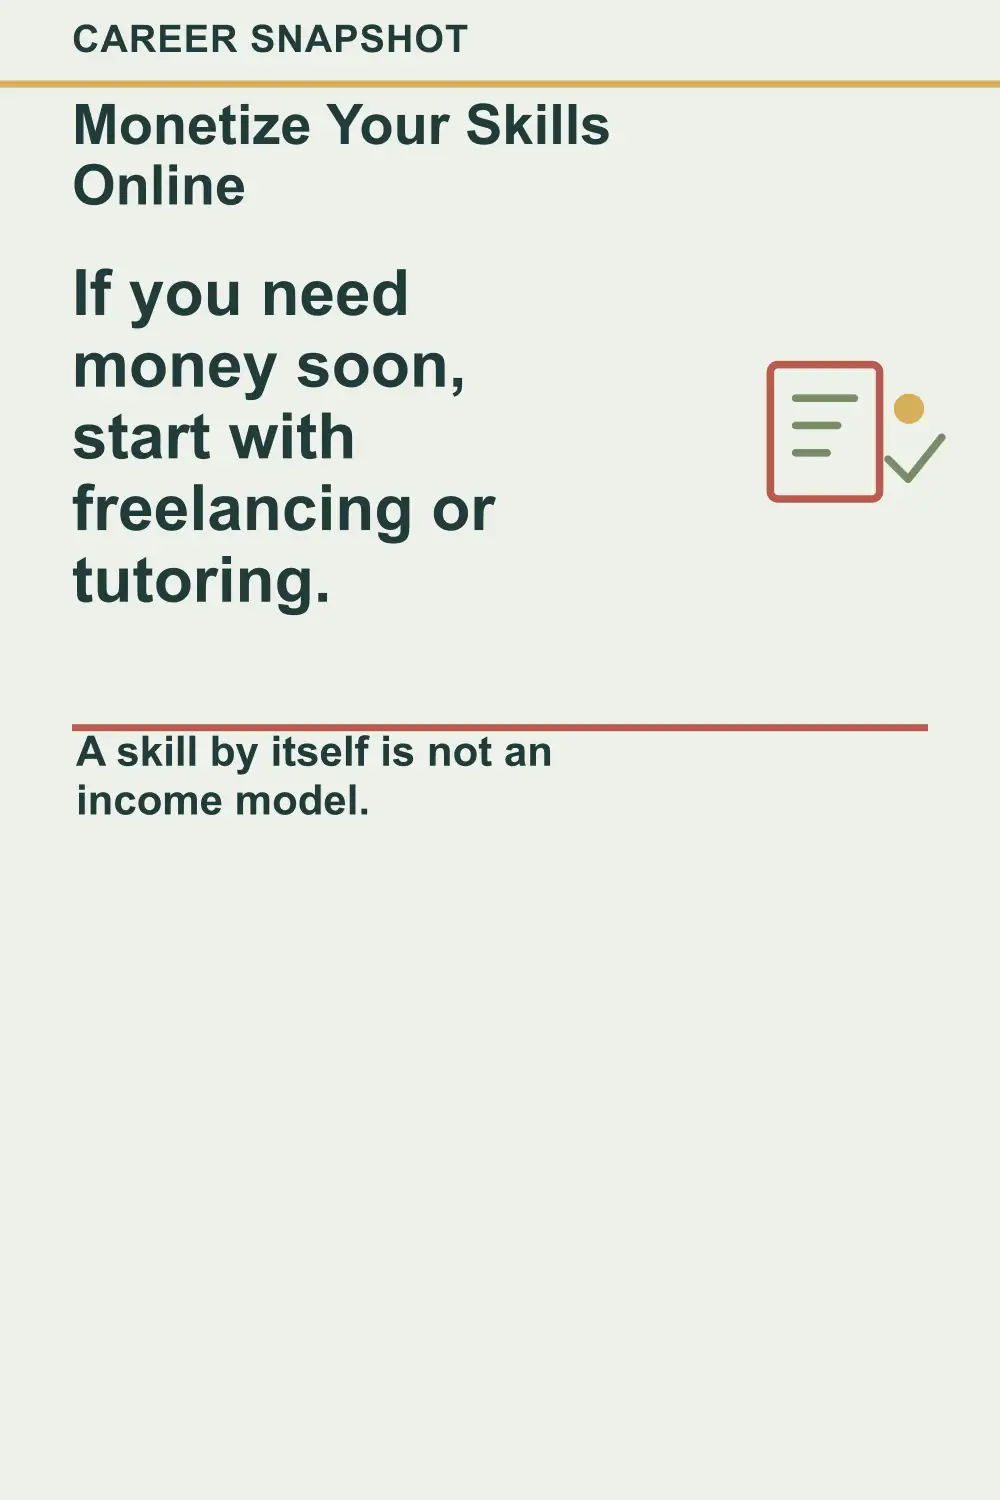 CAREER SNAPSHOT
Monetize Your Skills
Online
If you need
money soon,
start with
freelancing or
tutoring.
A skill by itself is not an
income model.